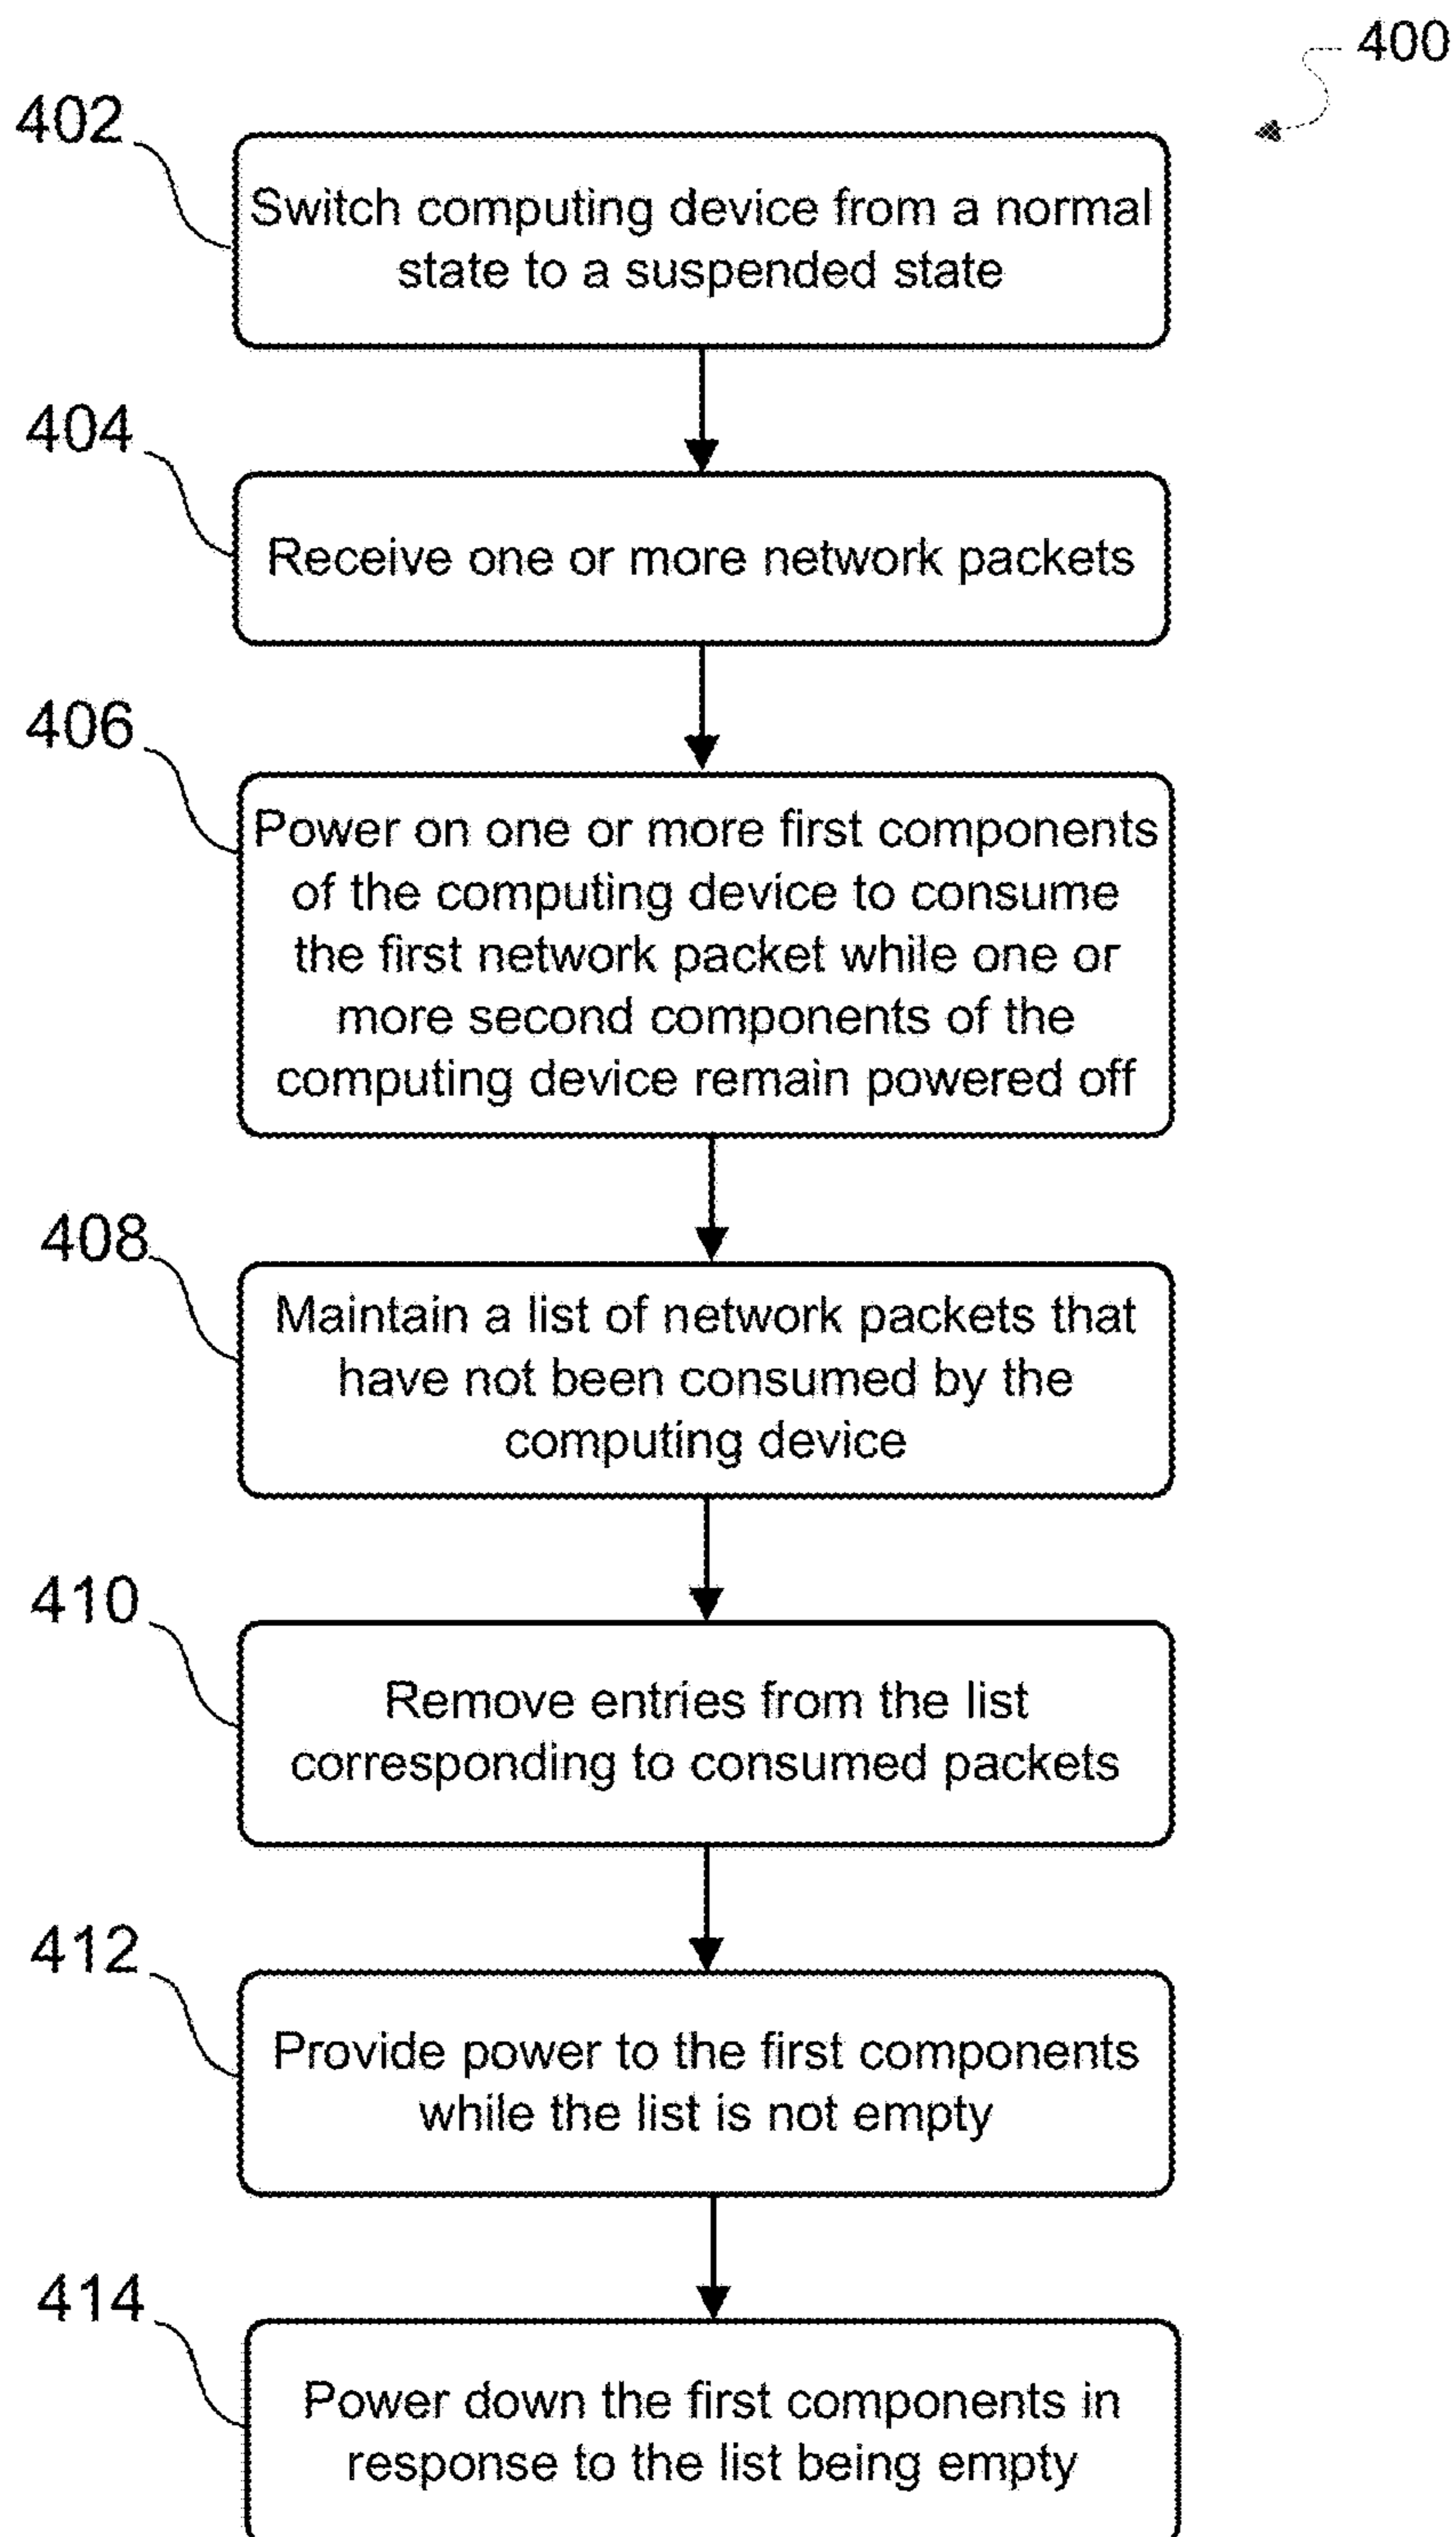 400
402
Switch computing device from a normal
state to a suspended state
404
Receive one or more network packets
406
Power on one or more first components
of the computing device to consume
the first network packet while one or
more second components of the
computing device remain powered off
408
Maintain a list of network packets that
have not been consumed by the
computing device
410
Remove entries from the list
corresponding to consumed packets
412
Provide power to the first components
while the list is not empty
414
Power down the first components in
response to the list being empty